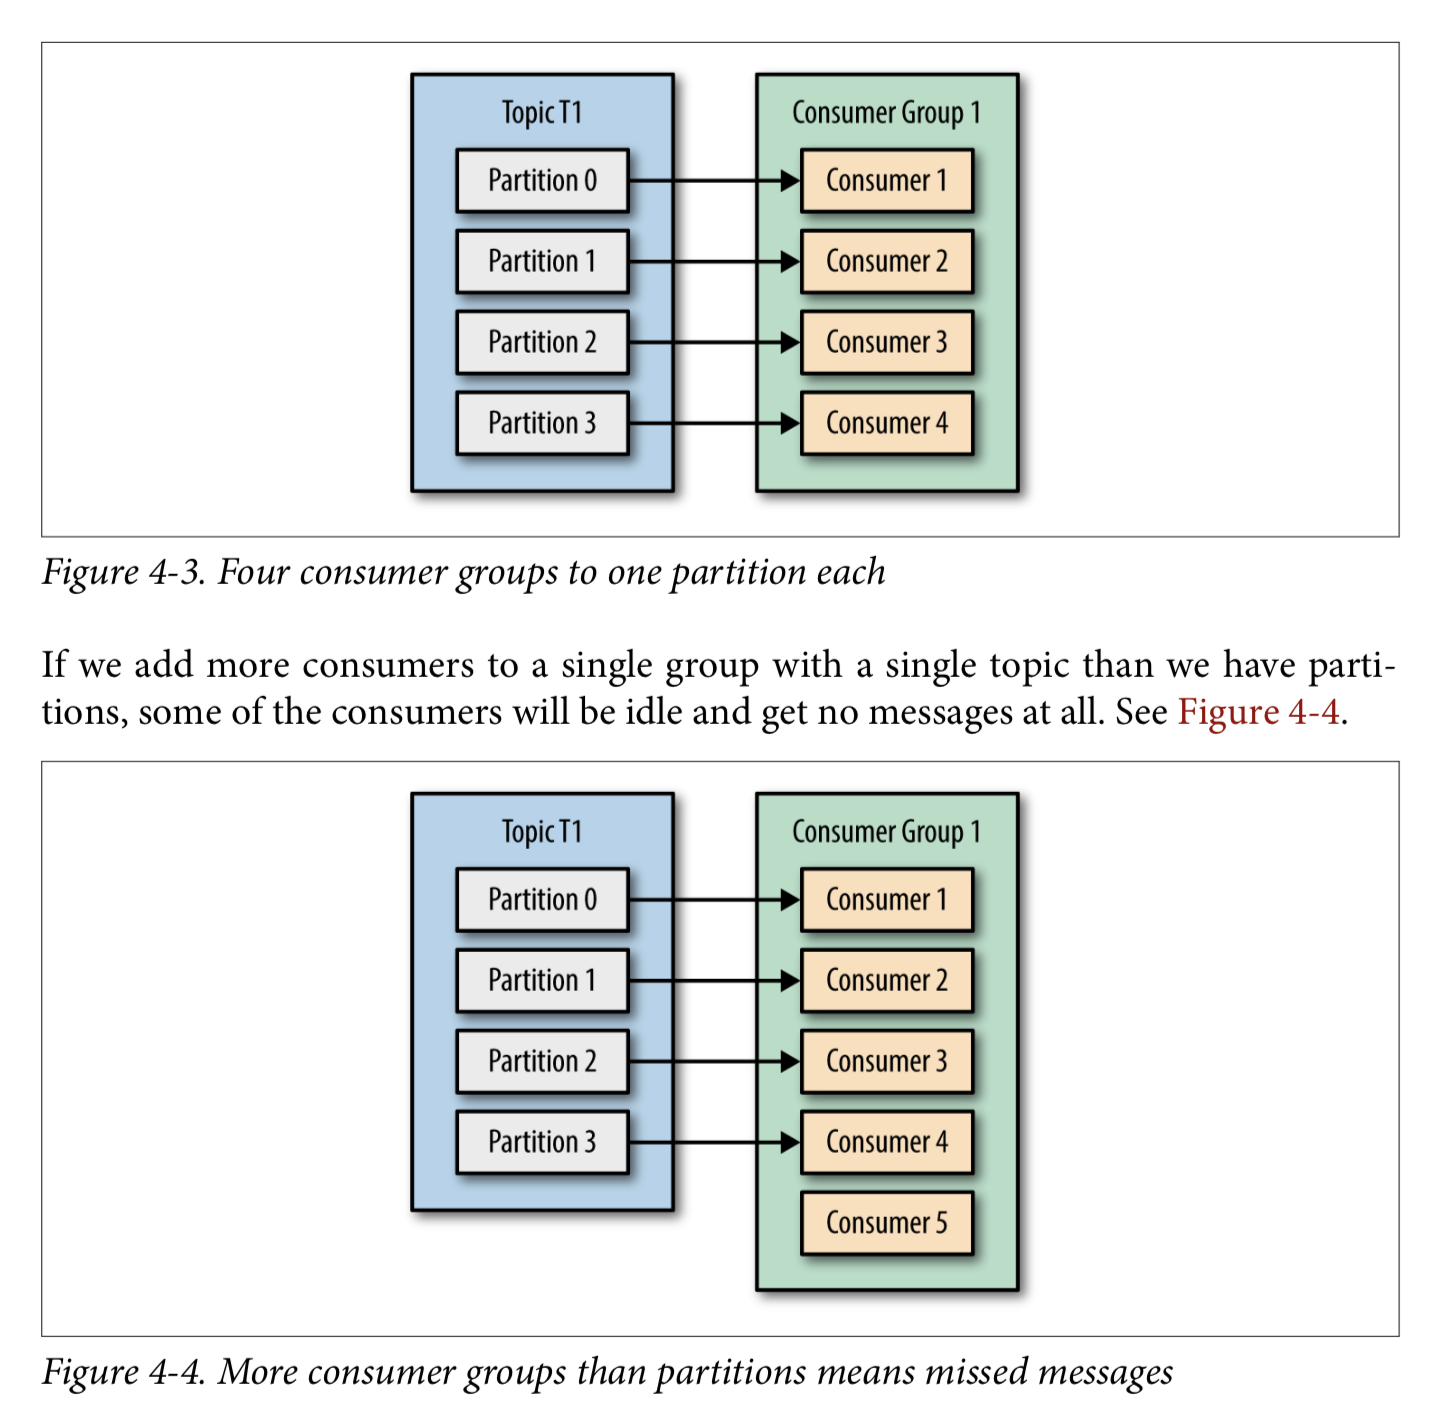 Topic T1
Consumer Group 1
Partition 0
Consumer 1
Partition 1
Consumer 2
Partition 2
Consumer 3
Partition 3
Consumer 4
Figure 4-3. Four consumer groups to one partition each
If we add more consumers to a single group with a single topic than we have parti-
tions, some of the consumers will be idle and get no messages at all. See Figure 4-4.
Topic T1
Consumer Group 1
Partition 0
Consumer 1
Partition 1
Consumer 2
Partition 2
Consumer 3
Partition 3
Consumer 4
Consumer 5
Figure 4-4. More consumer groups than partitions means missed messages